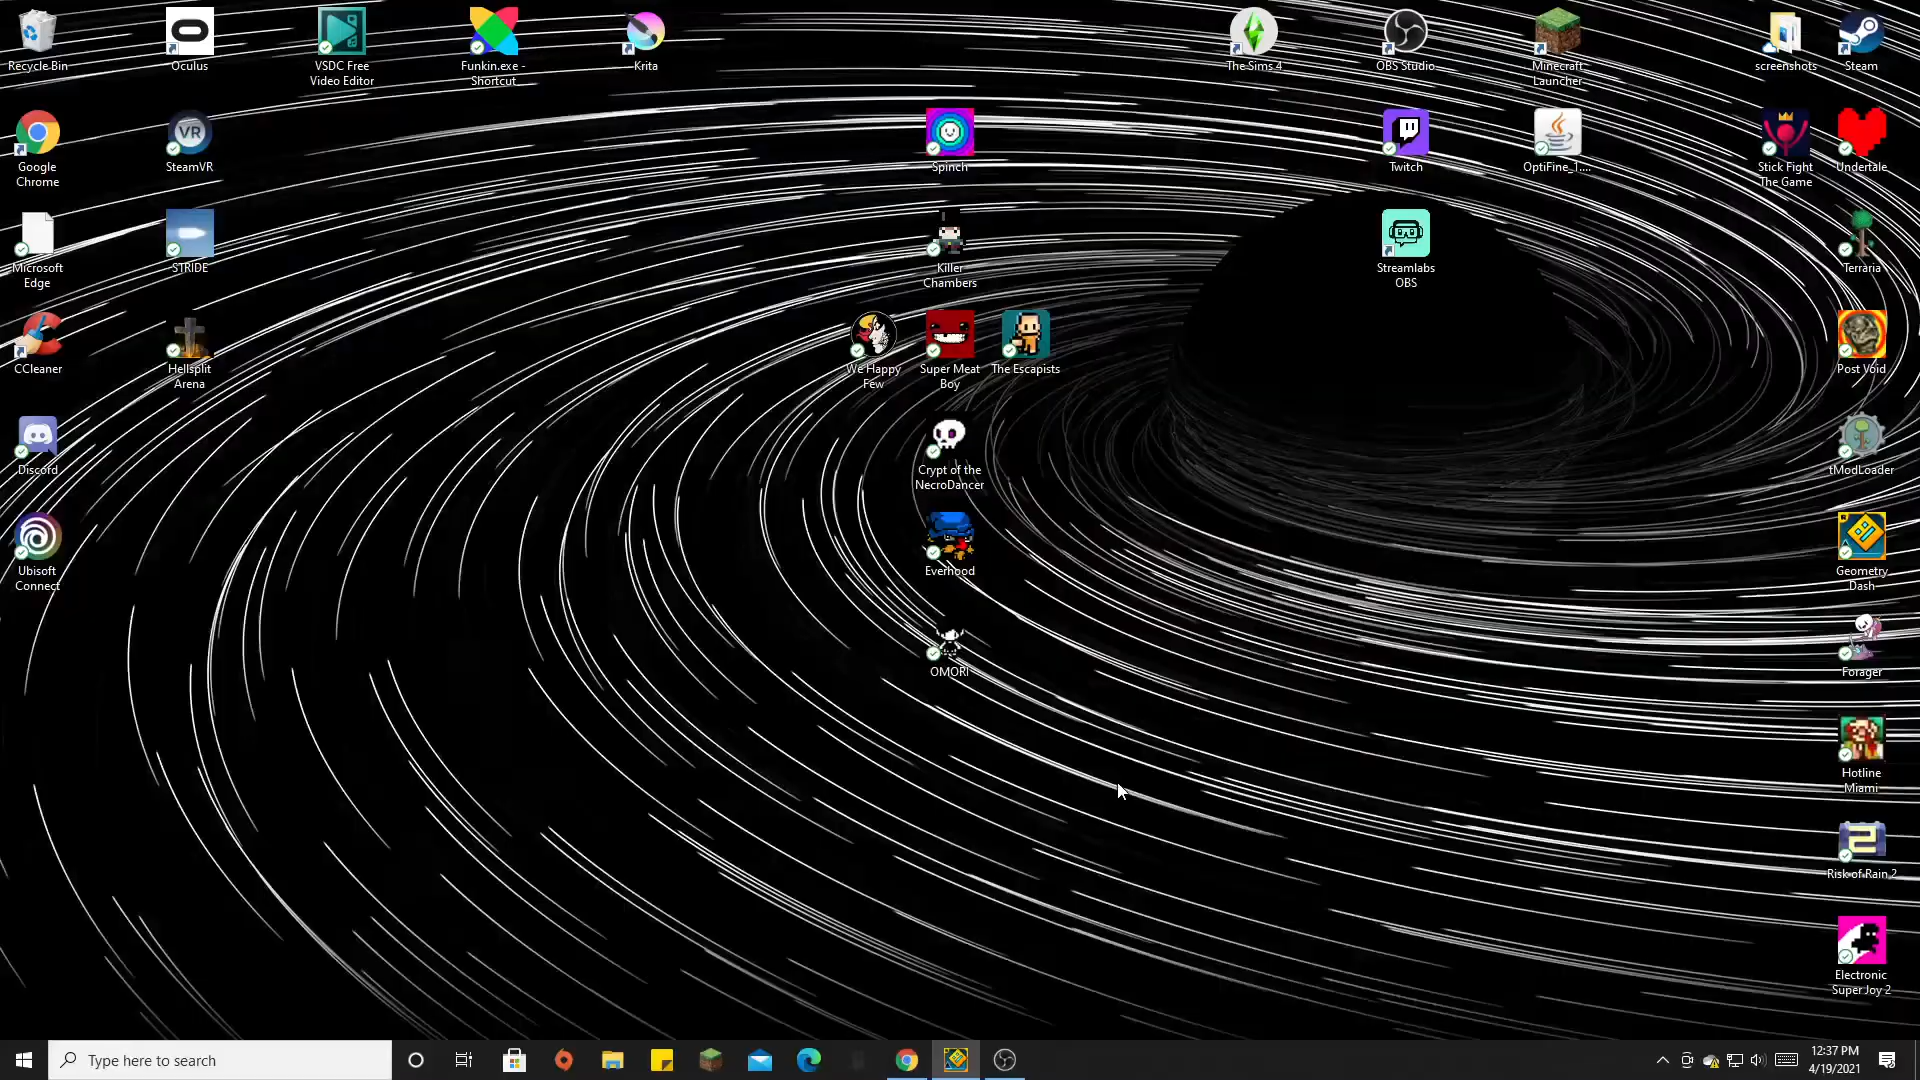 Recycle Bin
Oculus
VSDC Free
Video Editor
Funkin.exe -
Shortcut
Krita
The Sims 4
OBS Studio
Minecraft
Launcher
screenshots
Steam
Google
Chrome
VR
SteamVR
Spinch
Twitch
OptiFine_1....
Stick Fight
The Game
Undertale
Microsoft
Edge
STRIDE
Killer
Chambers
Streamlabs
OBS
Terraria
CCleaner
Hellsplit
Arena
We Happy
Few
Super Meat
Boy
The Escapists
Post Void
Discord
Crypt of the
NecroDancer
tModLoader
Ubisoft
Connect
Everhood
Geometry
Dash
OMORI
Forager
Hotline
Miami
2
Risk of Rain 2
Electronic
Super Joy 2
Type here to search
12:37 PM
4/19/2021